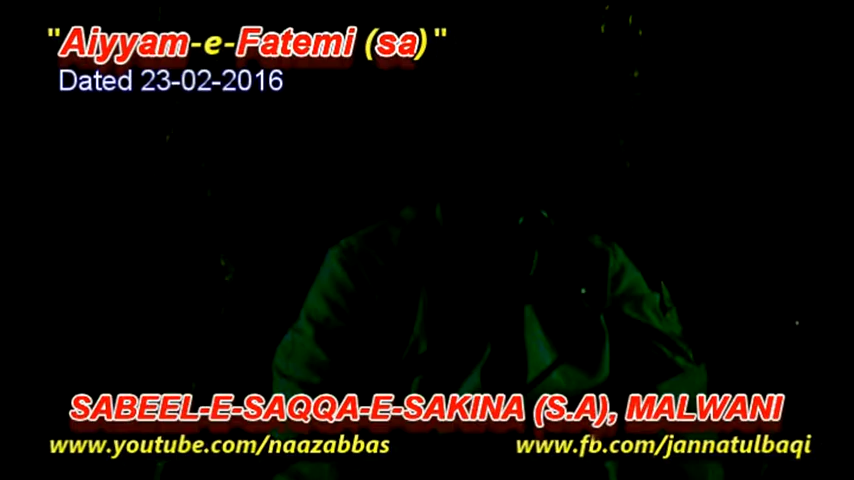 "Aiyyam-e-Fatemi (sa)"
Dated 23-02-2016
SABEEL-E-SAQQA-E-SAKINA (S.A), MALWANI
www.youtube.com/naazabbas www.fb.com/jannatulbaqi